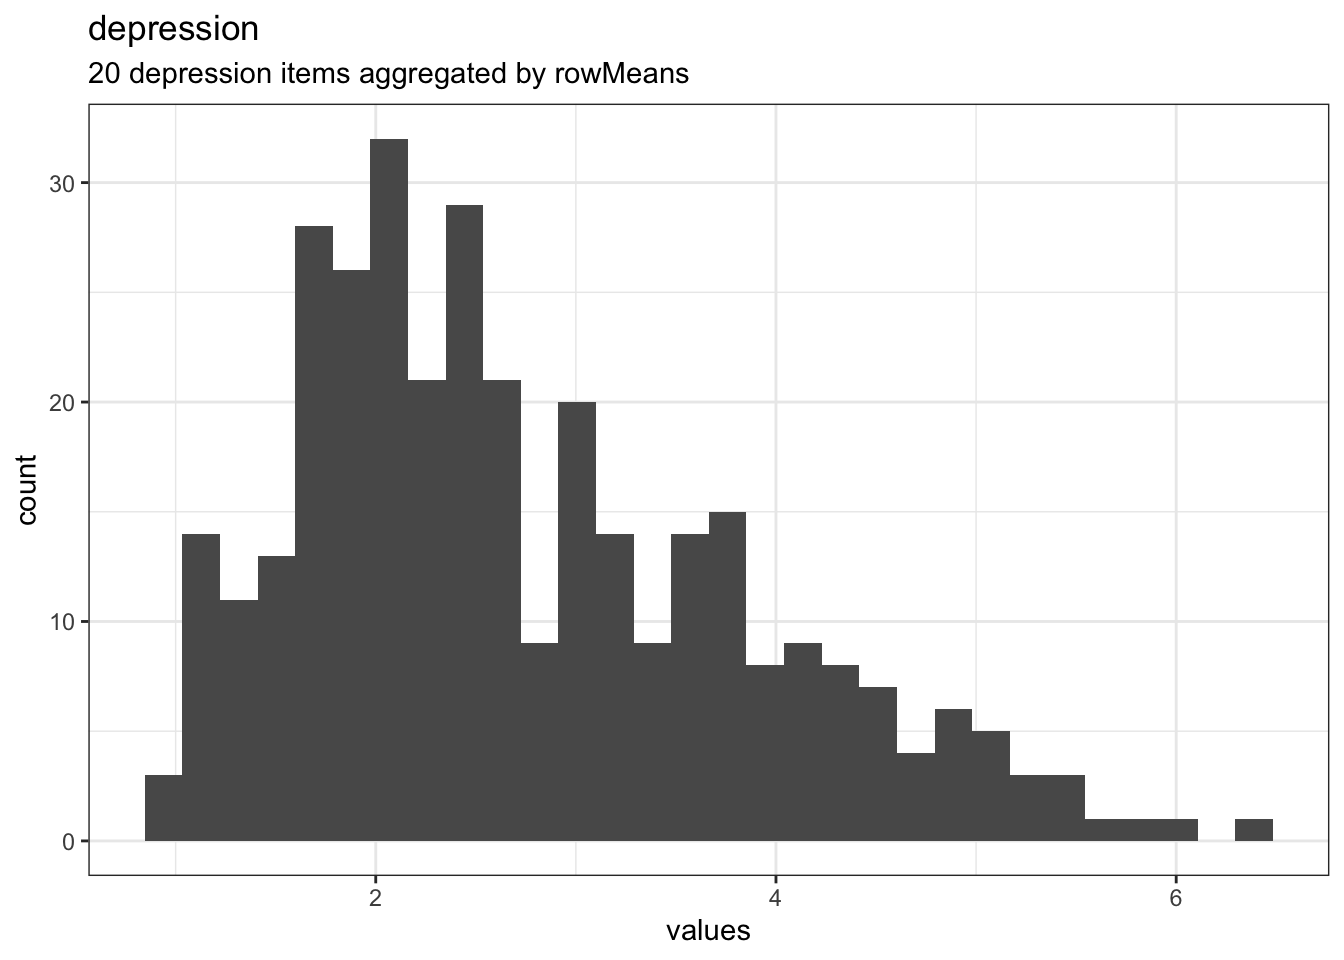 depression
20 depression items aggregated by rowMeans
30
20
10
0
count
2 4 6
values